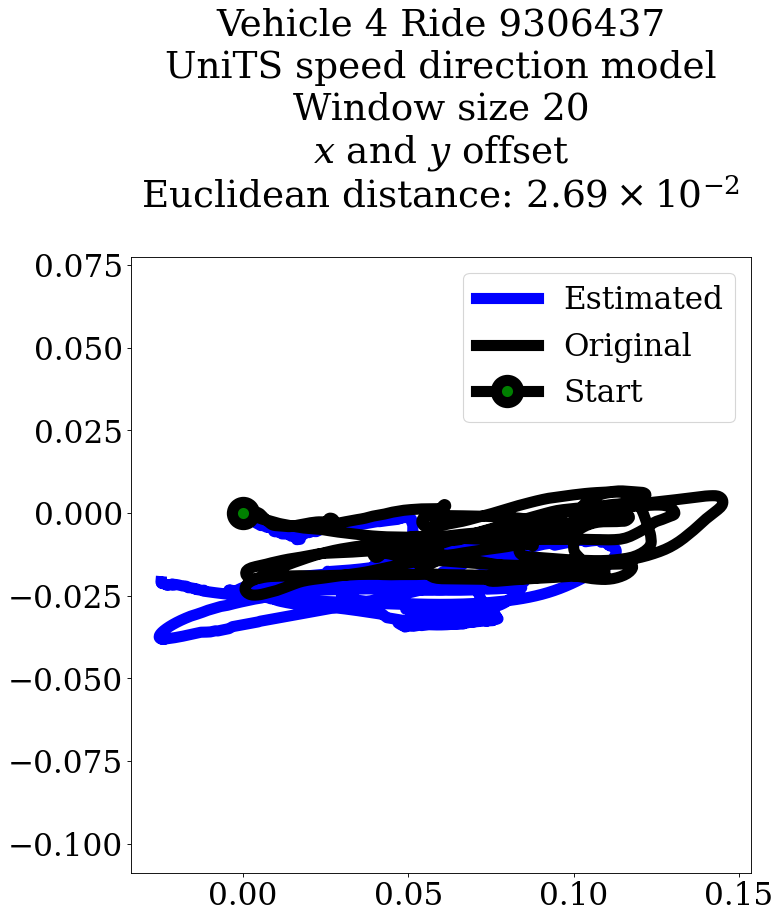 Vehicle 4 Ride 9306437
UniTS speed direction model
Window size 20
x and y offset
Euclidean distance: 2.69 × 10⁻²
Estimated
Original
Start
0.075
0.050
0.025
0.000
−0.025
−0.050
−0.075
−0.100
0.00 0.05 0.10 0.15